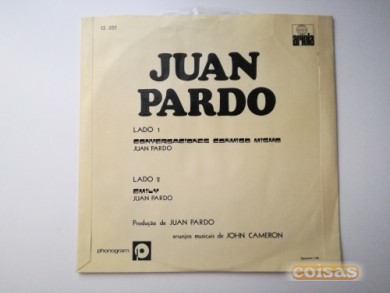 ariola
JUAN
PARDO
LADO 1
CONVERSACIONES CONMIGO MISMO
JUAN PARDO
LADO 2
EMILY
JUAN PARDO
Produção de JUAN PARDO
arranjos musicais de JOHN CAMERON
phonogram
coisas